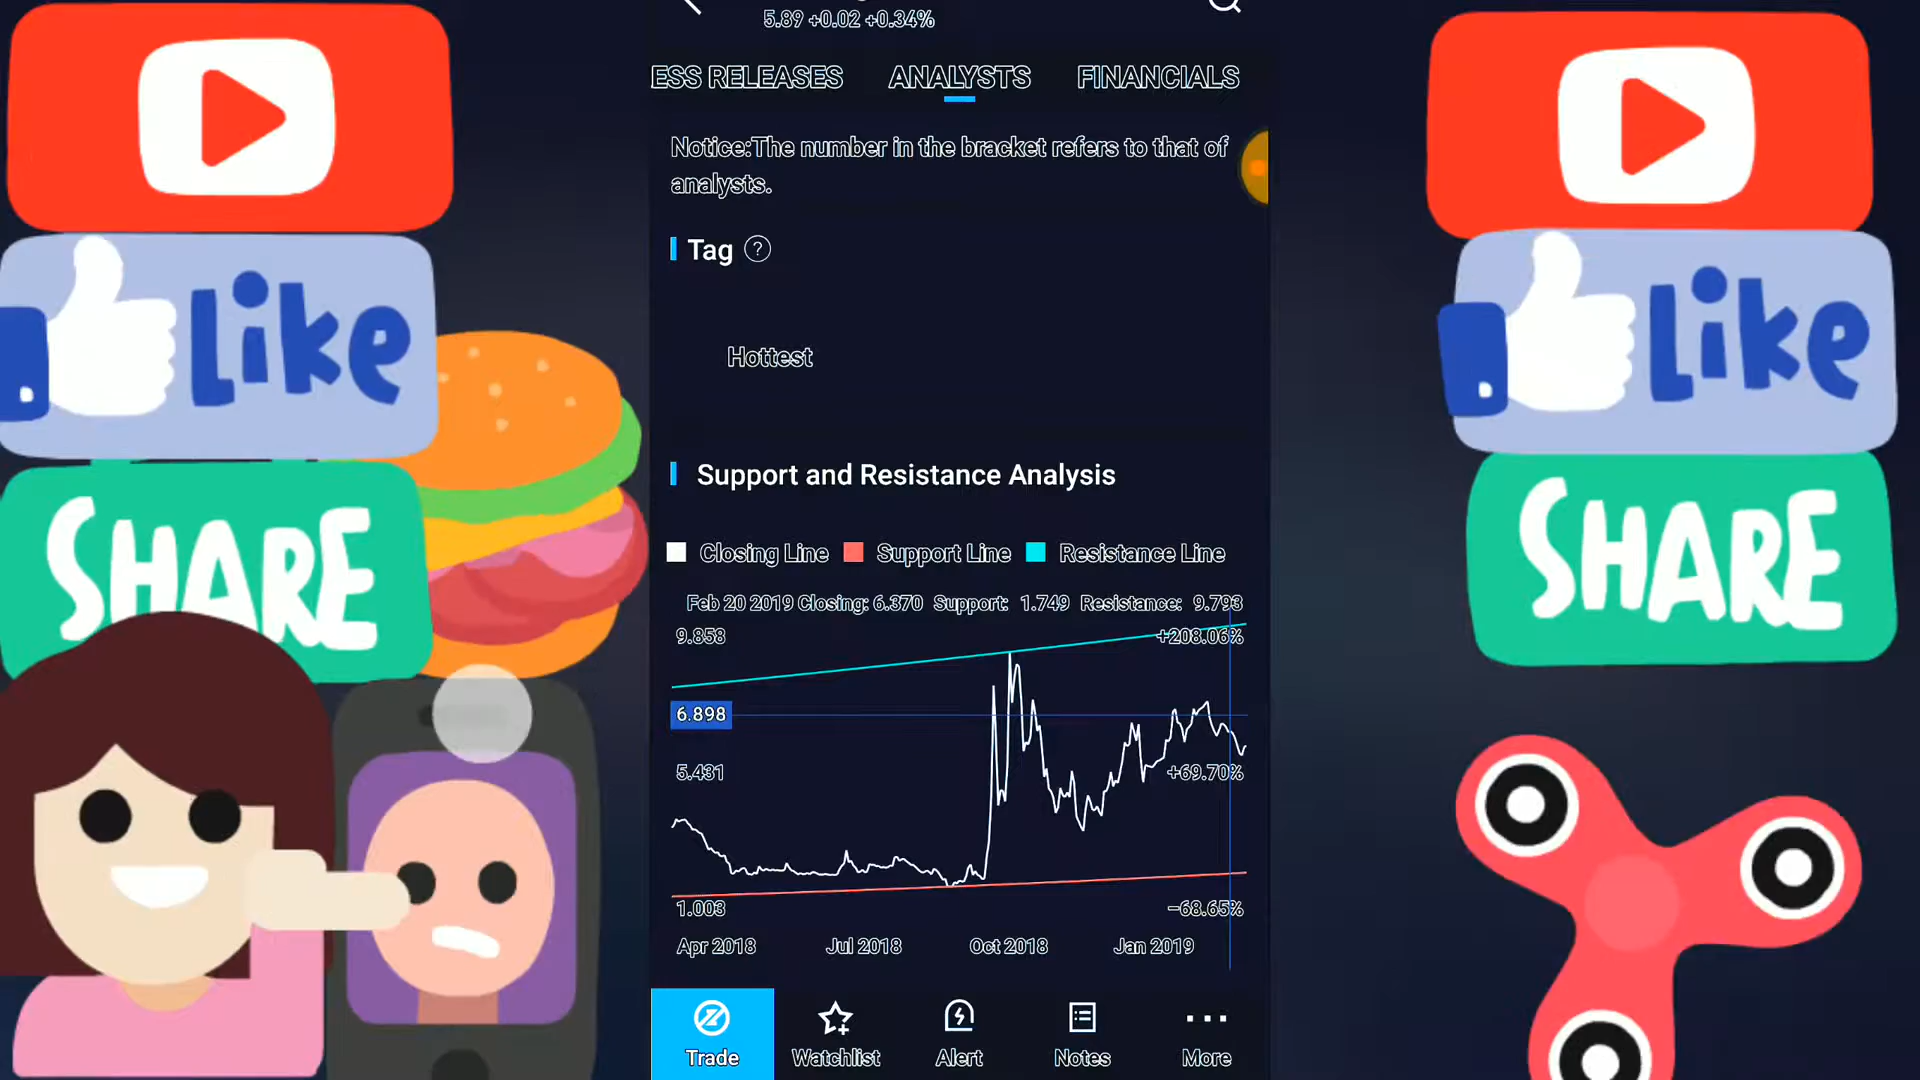 5.89 +0.02 +0.34%
ESS RELEASES ANALYSTS FINANCIALS
Notice:The number in the bracket refers to that of
analysts.
Tag ?
Hottest
Support and Resistance Analysis
Closing Line Support Line Resistance Line
Feb 20 2019 Closing: 6.370 Support: 1.749 Resistance: 9.793
9.858 +208.06%
6.898
5.431 +69.70%
1.003 -68.65%
Apr 2018 Jul 2018 Oct 2018 Jan 2019
Trade Watchlist Alert Notes More
Like
SHARE
Like
SHARE